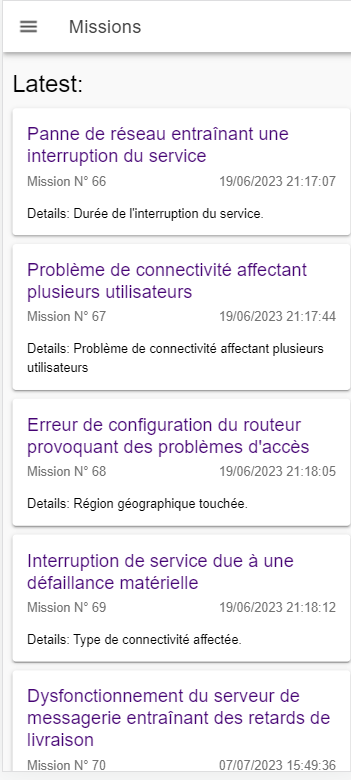 Missions
Latest:
Panne de réseau entraînant une
interruption du service
Mission N° 66 19/06/2023 21:17:07
Details: Durée de l'interruption du service.
Problème de connectivité affectant
plusieurs utilisateurs
Mission N° 67 19/06/2023 21:17:44
Details: Problème de connectivité affectant plusieurs
utilisateurs
Erreur de configuration du routeur
provoquant des problèmes d'accès
Mission N° 68 19/06/2023 21:18:05
Details: Région géographique touchée.
Interruption de service due à une
défaillance matérielle
Mission N° 69 19/06/2023 21:18:12
Details: Type de connectivité affectée.
Dysfonctionnement du serveur de
messagerie entraînant des retards de
livraison
Mission N° 70 07/07/2023 15:49:36